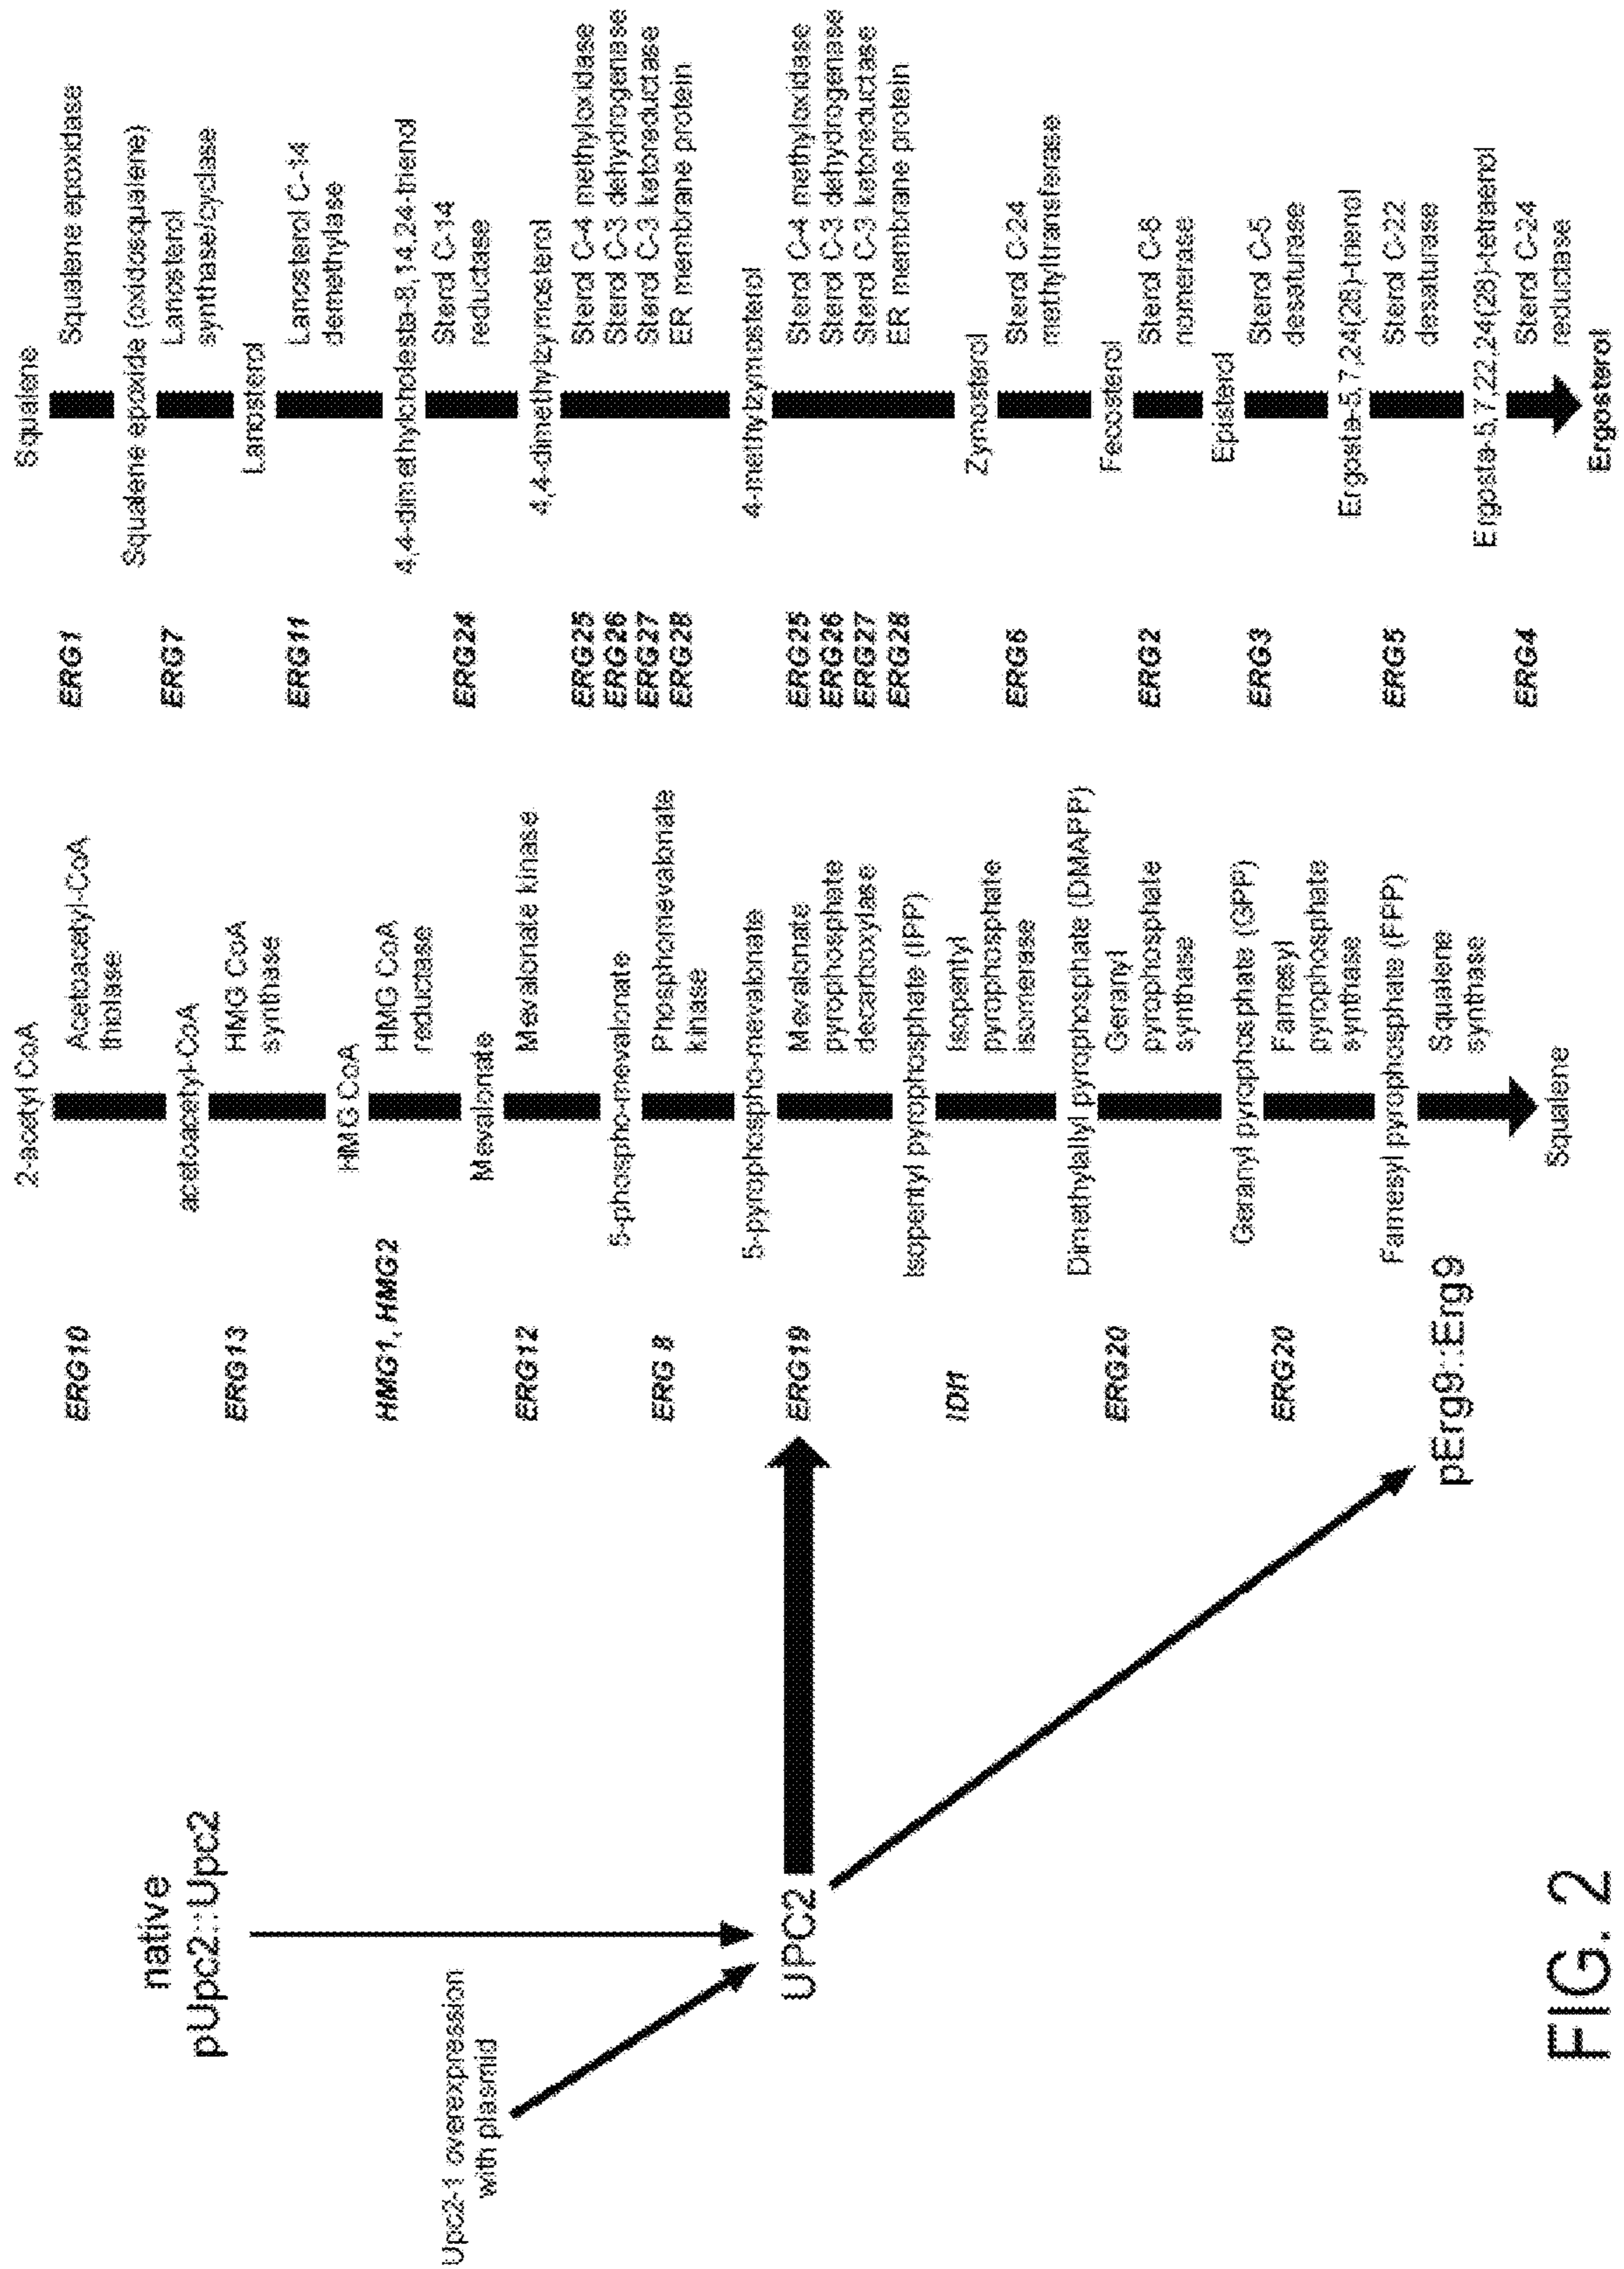 native
pUpc2::Upc2
Upc2-1 overexpression
with plasmid
UPC2
ERG10
ERG13
HMG1, HMG2
ERG12
ERG 8
ERG19
IDI1
ERG20
ERG20
pErg9::Erg9
2-acetyl CoA
Acetoacetyl-CoA
thiolase
acetoacetyl-CoA
HMG CoA
synthase
HMG CoA
HMG CoA
reductase
Mevalonate
Mevalonate kinase
5-phospho-mevalonate
Phosphomevalonate
kinase
5-pyrophospho-mevalonate
Mevalonate
pyrophosphate
decarboxylase
Isopentyl pyrophosphate (IPP)
Isopentyl
pyrophosphate
isomerase
Dimethylallyl pyrophosphate (DMAPP)
Geranyl
pyrophosphate
synthase
Geranyl pyrophosphate (GPP)
Farnesyl
pyrophosphate
synthase
Farnesyl pyrophosphate (FPP)
Squalene
synthase
Squalene
ERG1
ERG7
ERG11
ERG24
ERG25
ERG26
ERG27
ERG28
ERG25
ERG26
ERG27
ERG28
ERG6
ERG2
ERG3
ERG5
ERG4
Squalene
Squalene epoxidase
Squalene epoxide (oxidosqualene)
Lanosterol
synthase/cyclase
Lanosterol
Lanosterol C-14
demethylase
4,4-dimethylcholesta-8,14,24-trienol
Sterol C-14
reductase
4,4-dimethylzymosterol
Sterol C-4 methyloxidase
Sterol C-3 dehydrogenase
Sterol C-3 ketoreductase
ER membrane protein
4-methylzymosterol
Sterol C-4 methyloxidase
Sterol C-3 dehydrogenase
Sterol C-3 ketoreductase
ER membrane protein
Zymosterol
Sterol C-24
methyltransferase
Fecosterol
Sterol C-8
nomerase
Episterol
Sterol C-5
desaturase
Ergosta-5,7,24(28)-trienol
Sterol C-22
desaturase
Ergosta-5,7,22,24(28)-tetraenol
Sterol C-24
reductase
Ergosterol
FIG. 2